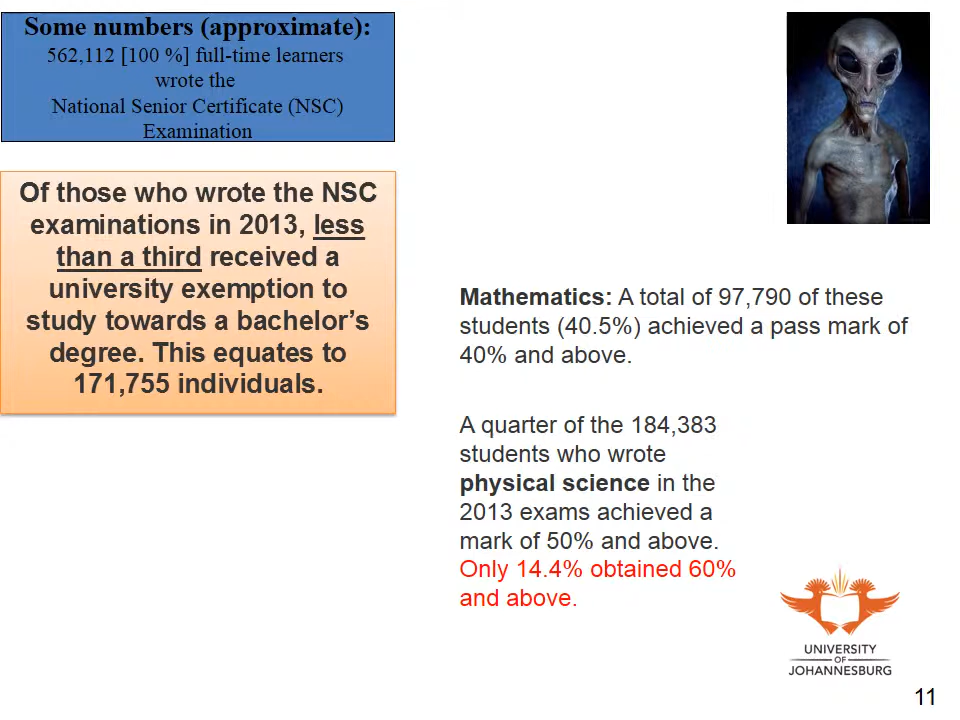 Some numbers (approximate):
562,112 [100 %] full-time learners
wrote the
National Senior Certificate (NSC)
Examination
Of those who wrote the NSC
examinations in 2013, less
than a third received a
university exemption to
study towards a bachelor’s
degree. This equates to
171,755 individuals.
Mathematics: A total of 97,790 of these
students (40.5%) achieved a pass mark of
40% and above.
A quarter of the 184,383
students who wrote
physical science in the
2013 exams achieved a
mark of 50% and above.
Only 14.4% obtained 60%
and above.
UNIVERSITY
OF
JOHANNESBURG
11